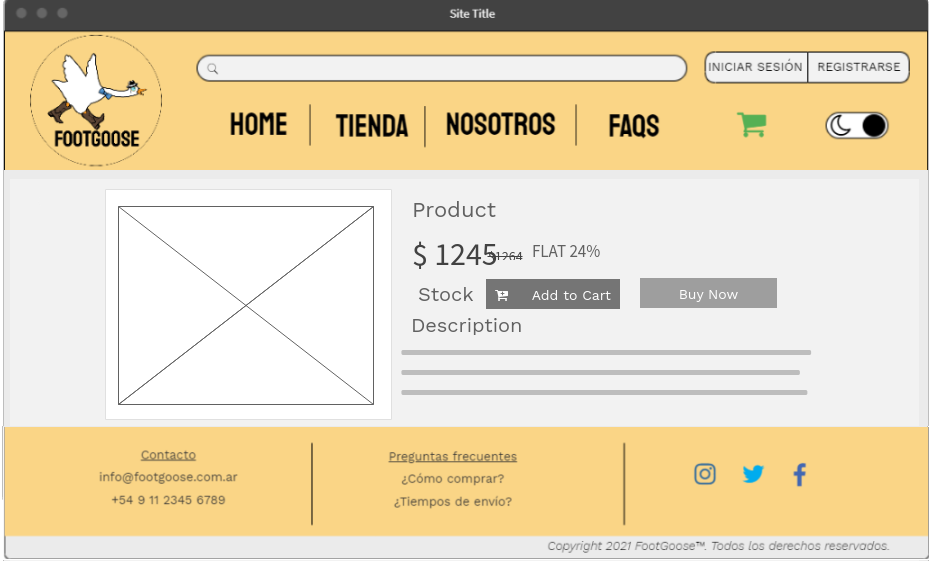 Site Title
INICIAR SESIÓN REGISTRARSE
FOOTGOOSE
HOME TIENDA NOSOTROS FAQS
Product
$ 1245 $1264 FLAT 24%
Stock Add to Cart Buy Now
Description
Contacto
info@footgoose.com.ar
+54 9 11 2345 6789
Preguntas frecuentes
¿Cómo comprar?
¿Tiempos de envío?
Copyright 2021 FootGoose™. Todos los derechos reservados.